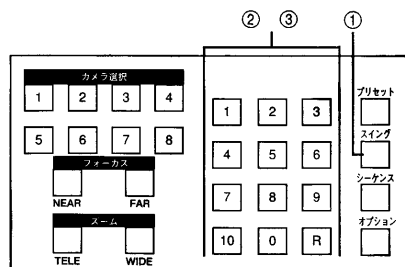 ② ③ ①
カメラ選択
1 2 3 4
5 6 7 8
フォーカス
NEAR FAR
ズーム
TELE WIDE
1 2 3
4 5 6
7 8 9
10 0 R
プリセット
スイング
シーケンス
オプション